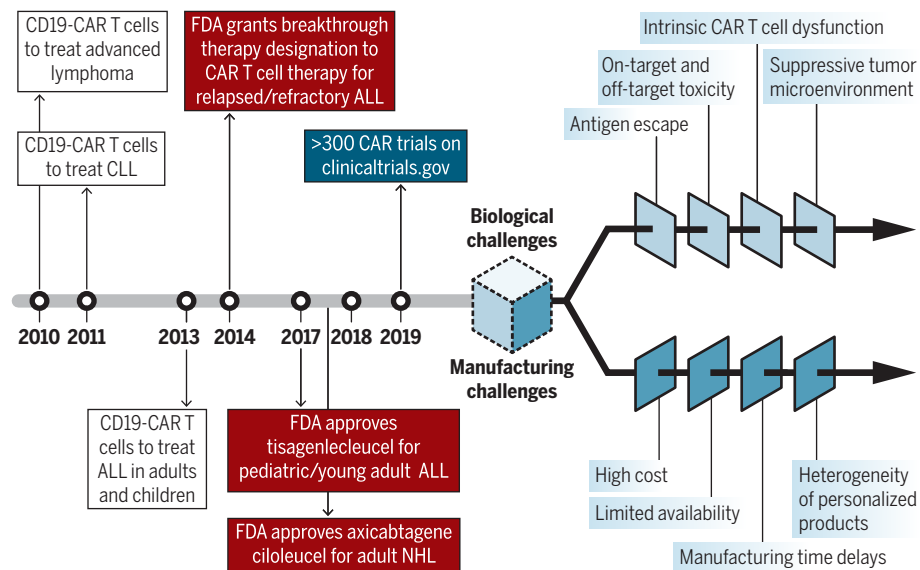 CD19-CAR T cells
to treat advanced
lymphoma
CD19-CAR T cells
to treat CLL
FDA grants breakthrough
therapy designation to
CAR T cell therapy for
relapsed/refractory ALL
>300 CAR trials on
clinicaltrials.gov
2010
2011
2013
2014
2017
2018
2019
CD19-CAR T
cells to treat
ALL in adults
and children
FDA approves
tisagenlecleucel for
pediatric/young adult ALL
FDA approves axicabtagene
ciloleucel for adult NHL
Biological
challenges
Manufacturing
challenges
Intrinsic CAR T cell dysfunction
On-target and
off-target toxicity
Suppressive tumor
microenvironment
Antigen escape
High cost
Limited availability
Manufacturing time delays
Heterogeneity
of personalized
products